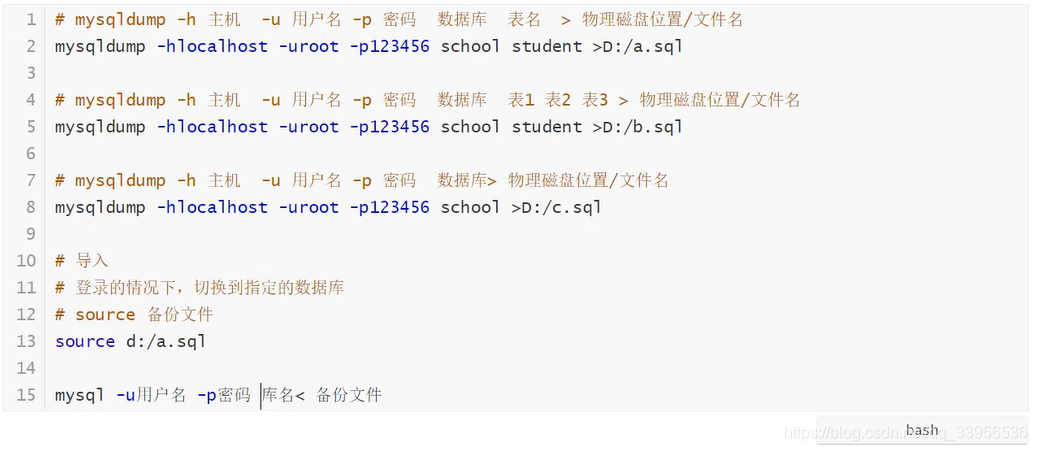 1 # mysqldump -h 主机 -u 用户名 -p 密码 数据库 表名 > 物理磁盘位置/文件名
2 mysqldump -hlocalhost -uroot -p123456 school student >D:/a.sql
3
4 # mysqldump -h 主机 -u 用户名 -p 密码 数据库 表1 表2 表3 > 物理磁盘位置/文件名
5 mysqldump -hlocalhost -uroot -p123456 school student >D:/b.sql
6
7 # mysqldump -h 主机 -u 用户名 -p 密码 数据库> 物理磁盘位置/文件名
8 mysqldump -hlocalhost -uroot -p123456 school >D:/c.sql
9
10 # 导入
11 # 登录的情况下，切换到指定的数据库
12 # source 备份文件
13 source d:/a.sql
14
15 mysql -u用户名 -p密码 库名< 备份文件
bash
https://blog.csdn.net/qq_33956536